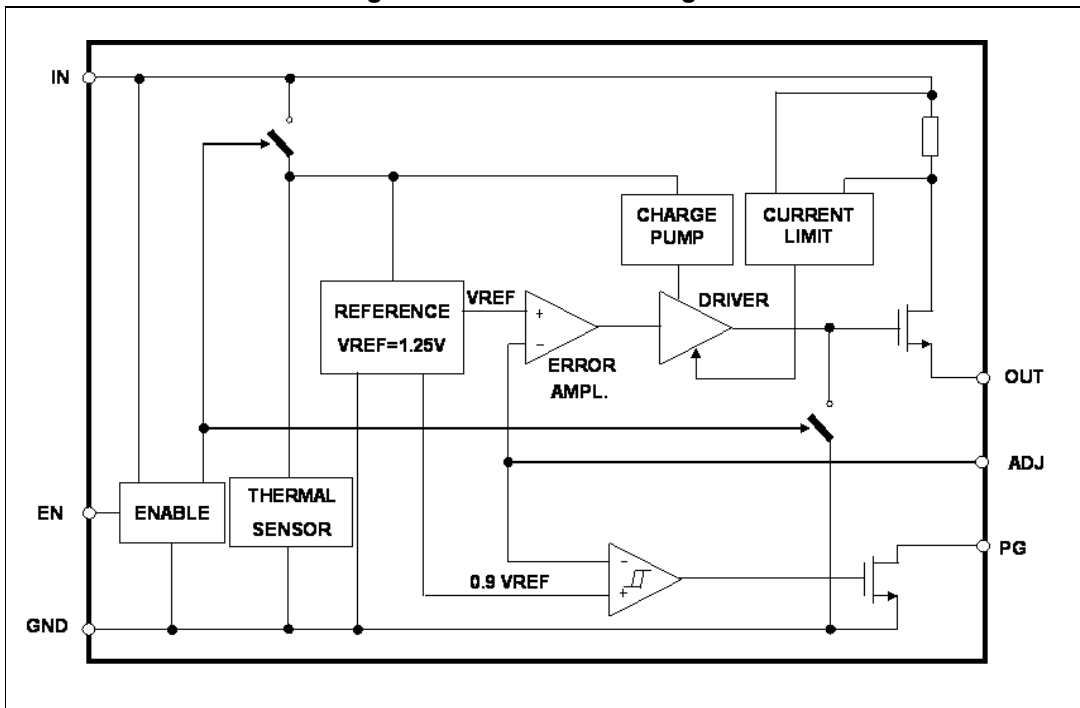 IN
CHARGE
PUMP
CURRENT
LIMIT
VREF
DRIVER
REFERENCE
VREF=1.25V
+
−
ERROR
AMPL.
OUT
ADJ
EN
ENABLE
THERMAL
SENSOR
PG
−
0.9 VREF
+
GND